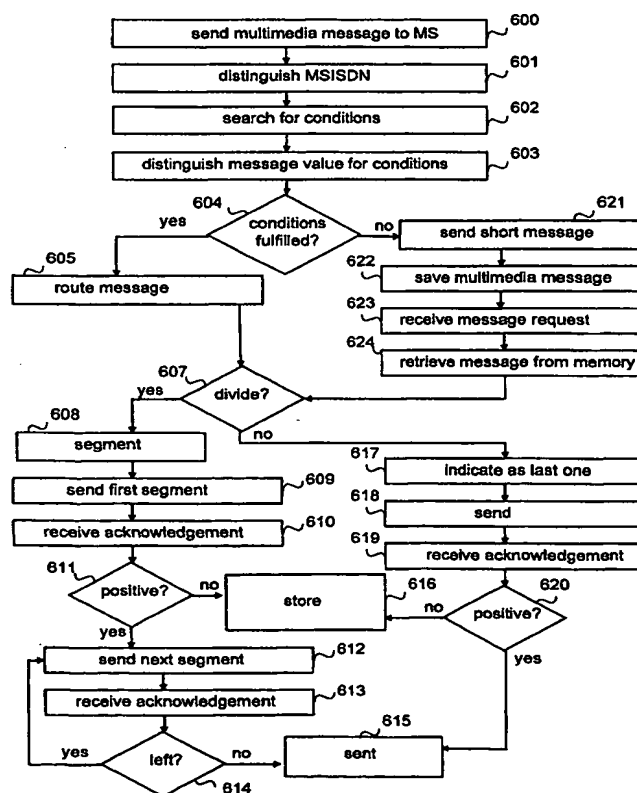 send multimedia message to MS 600
distinguish MSISDN 601
search for conditions 602
distinguish message value for conditions 603
604 conditions fulfilled?
yes
no
621
send short message
605
route message
622
save multimedia message
623
receive message request
624
retrieve message from memory
607
divide?
yes
no
608
segment
617
indicate as last one
609
send first segment
618
send
610
receive acknowledgement
619
receive acknowledgement
611
positive?
no
yes
616
store
620
positive?
no
yes
send next segment 612
receive acknowledgement 613
left?
yes
no
614
615
sent